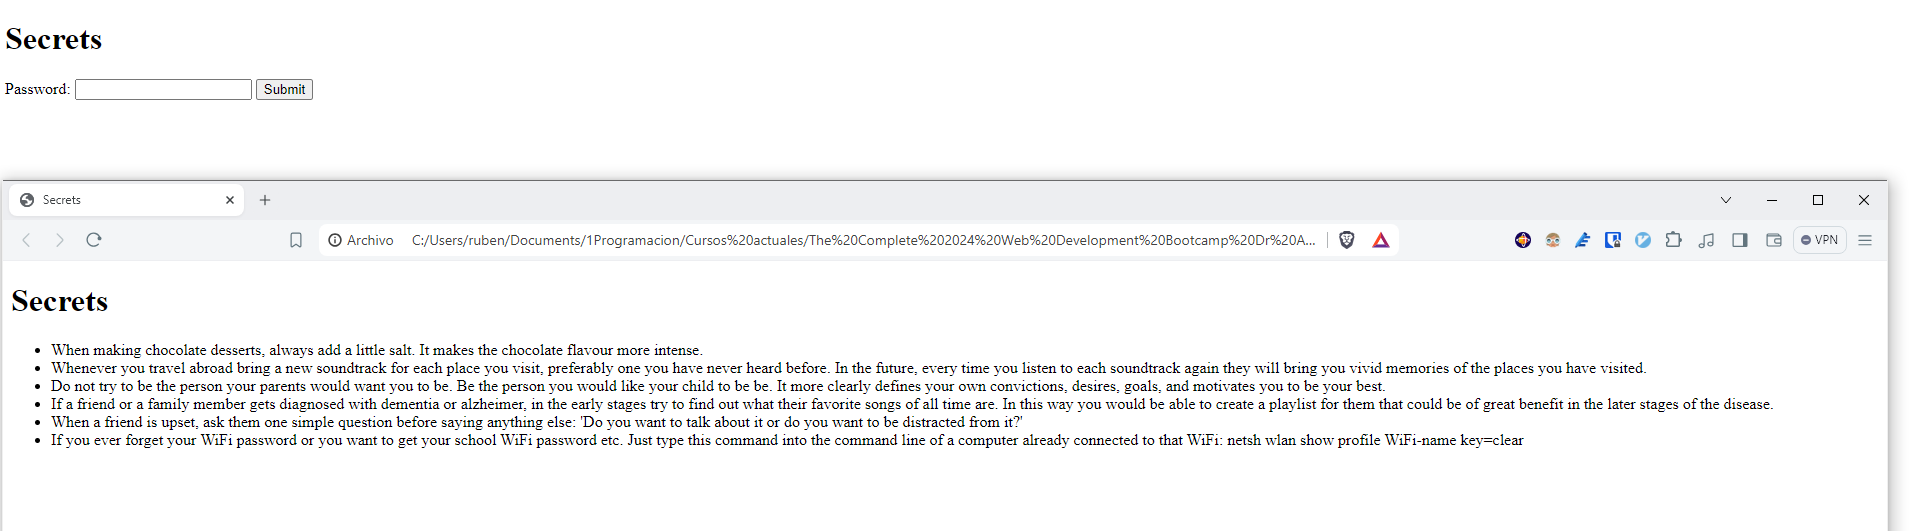 Secrets
Password: Submit
Secrets
Archivo C:/Users/ruben/Documents/1Programacion/Cursos%20actuales/The%20Complete%202024%20Web%20Development%20Bootcamp%20Dr%20A... VPN
Secrets
When making chocolate desserts, always add a little salt. It makes the chocolate flavour more intense.
Whenever you travel abroad bring a new soundtrack for each place you visit, preferably one you have never heard before. In the future, every time you listen to each soundtrack again they will bring you vivid memories of the places you have visited.
Do not try to be the person your parents would want you to be. Be the person you would like your child to be be. It more clearly defines your own convictions, desires, goals, and motivates you to be your best.
If a friend or a family member gets diagnosed with dementia or alzheimer, in the early stages try to find out what their favorite songs of all time are. In this way you would be able to create a playlist for them that could be of great benefit in the later stages of the disease.
When a friend is upset, ask them one simple question before saying anything else: 'Do you want to talk about it or do you want to be distracted from it?'
If you ever forget your WiFi password or you want to get your school WiFi password etc. Just type this command into the command line of a computer already connected to that WiFi: netsh wlan show profile WiFi-name key=clear